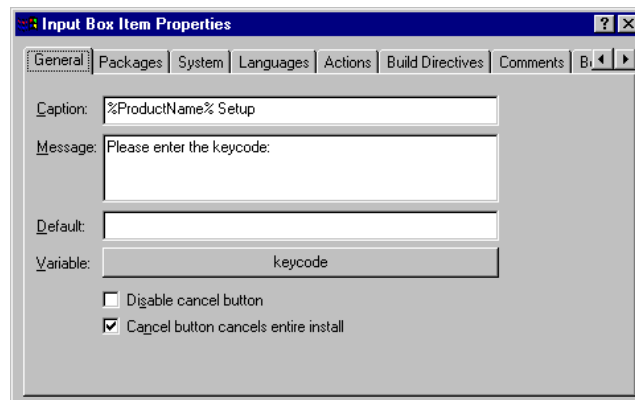 Input Box Item Properties
General Packages System Languages Actions Build Directives Comments
Caption: %ProductName% Setup
Message: Please enter the keycode:
Default:
Variable: keycode
Disable cancel button
Cancel button cancels entire install